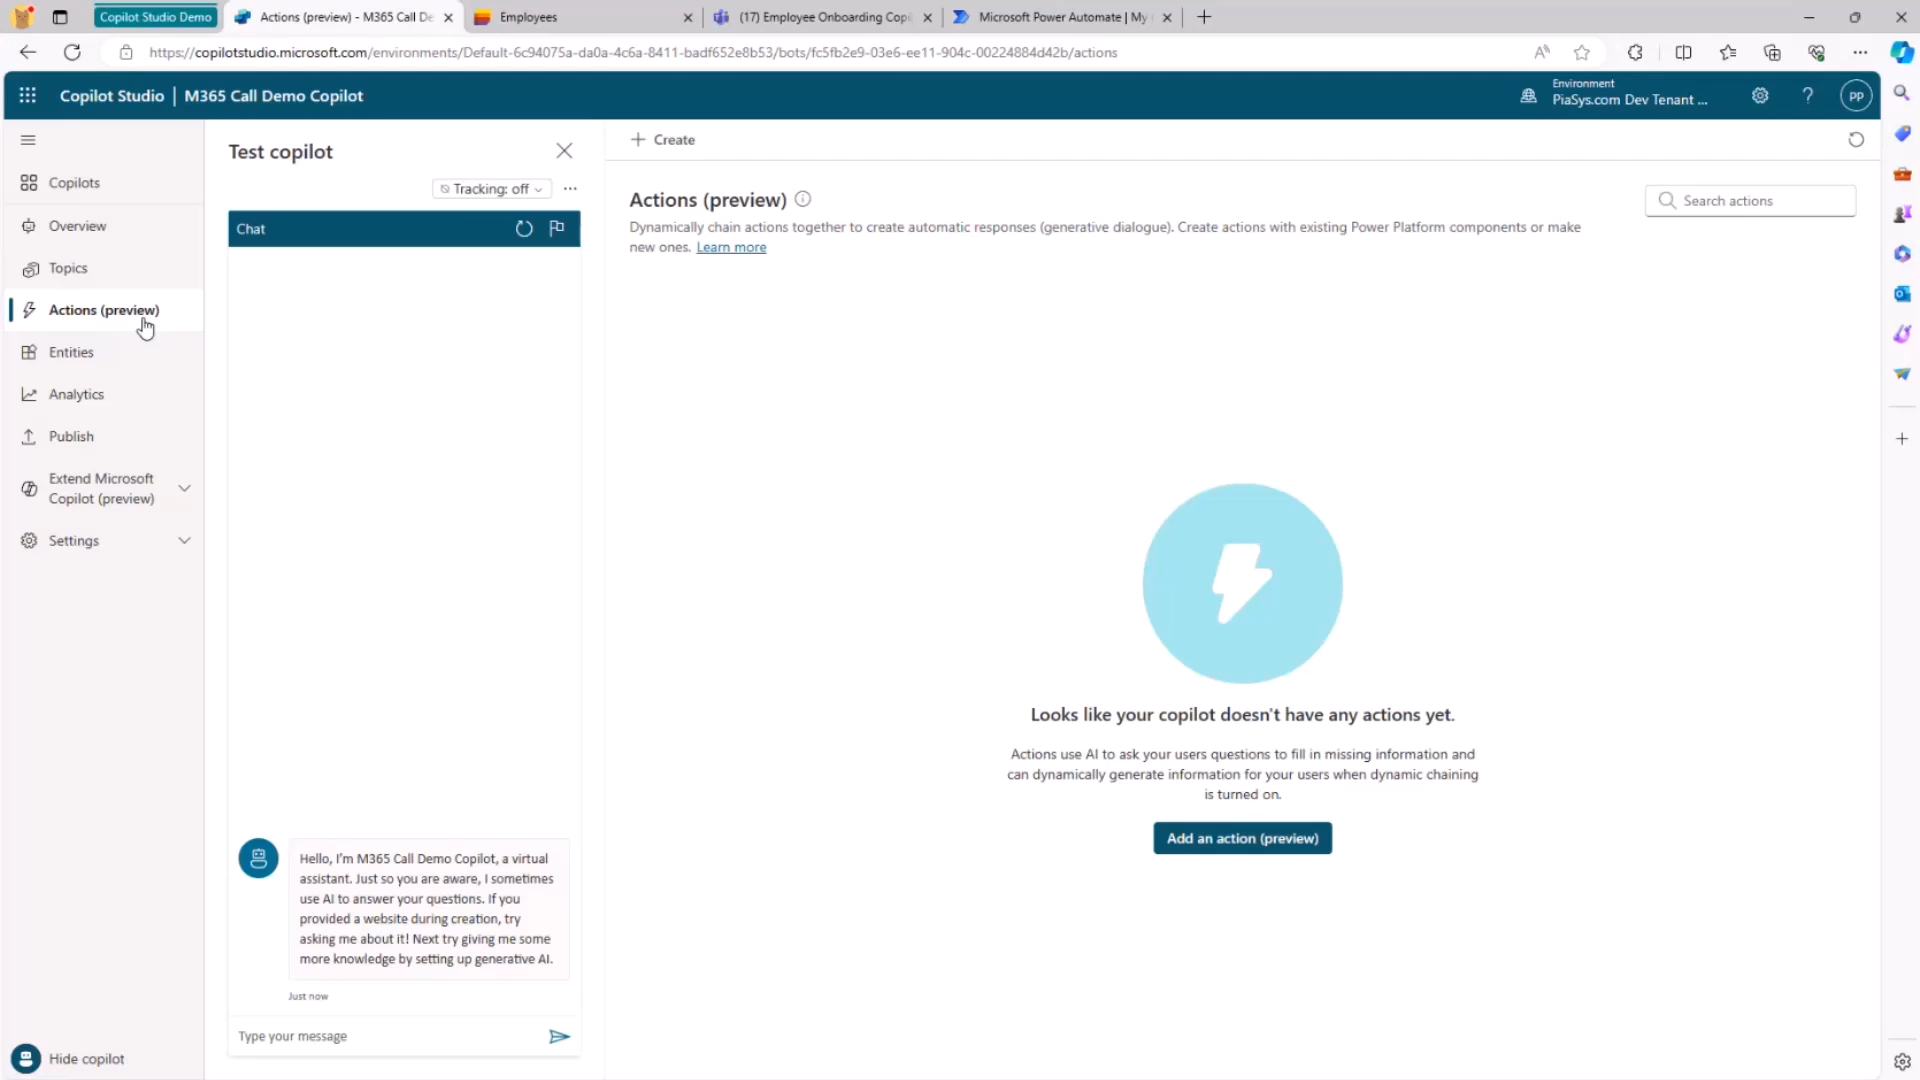 Copilot Studio Demo
Actions (preview) - M365 Call De
Employees
(17) Employee Onboarding Copi
Microsoft Power Automate | My
https://copilotstudio.microsoft.com/environments/Default-6c94075a-da0a-4c6a-8411-badf652e8b53/bots/fc5fb2e9-03e6-ee11-904c-00224884d42b/actions
Copilot Studio | M365 Call Demo Copilot
Environment
PiaSys.com Dev Tenant ...
PP
Copilots
Overview
Topics
Actions (preview)
Entities
Analytics
Publish
Extend Microsoft
Copilot (preview)
Settings
Hide copilot
Test copilot
Tracking: off
Chat
Hello, I'm M365 Call Demo Copilot, a virtual
assistant. Just so you are aware, I sometimes
use AI to answer your questions. If you
provided a website during creation, try
asking me about it! Next try giving me some
more knowledge by setting up generative AI.
Just now
Type your message
Create
Actions (preview)
Search actions
Dynamically chain actions together to create automatic responses (generative dialogue). Create actions with existing Power Platform components or make
new ones. Learn more
Looks like your copilot doesn't have any actions yet.
Actions use AI to ask your users questions to fill in missing information and
can dynamically generate information for your users when dynamic chaining
is turned on.
Add an action (preview)